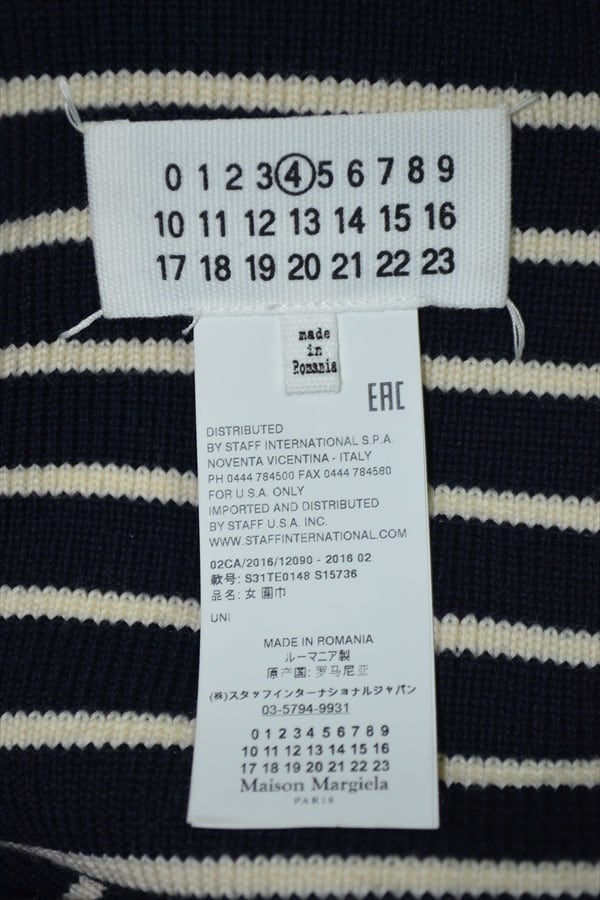 0 1 2 3 4 5 6 7 8 9
10 11 12 13 14 15 16
17 18 19 20 21 22 23
made
in
Romania
EAC
DISTRIBUTED
BY STAFF INTERNATIONAL S.P.A.
NOVENTA VICENTINA - ITALY
PH 0444 784500 FAX 0444 784580
FOR U.S.A. ONLY
IMPORTED AND DISTRIBUTED
BY STAFF U.S.A. INC.
WWW.STAFFINTERNATIONAL.COM
02CA/2016/12090 - 2016 02
款号: S31TE0148 S15736
品名: 女 圆巾
UNI
MADE IN ROMANIA
ルーマニア製
原产国: 罗马尼亚
(株)スタッフインターナショナルジャパン
03-5794-9931
0 1 2 3 4 5 6 7 8 9
10 11 12 13 14 15 16
17 18 19 20 21 22 23
Maison Margiela
PARIS